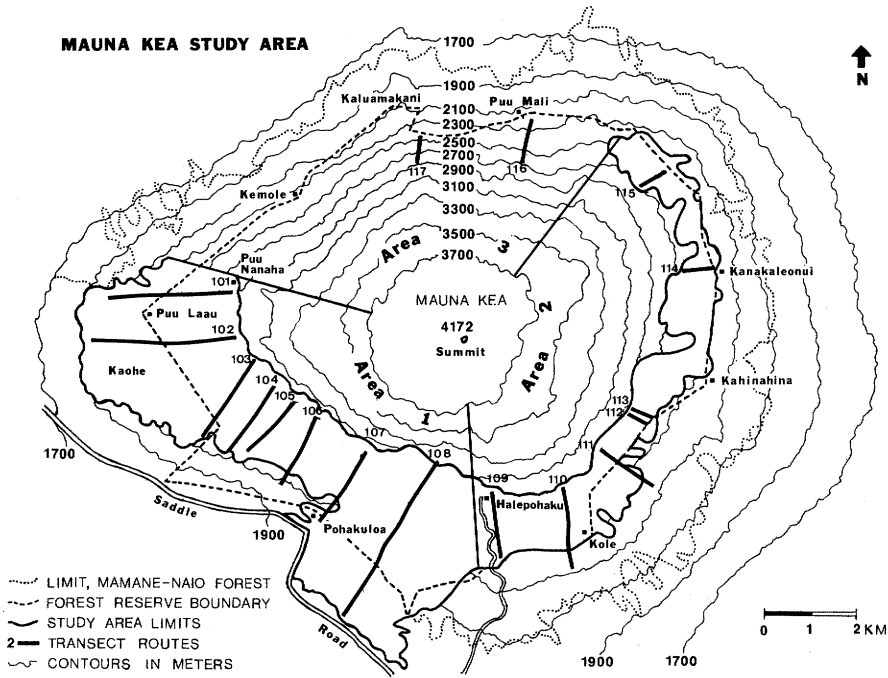 MAUNA KEA STUDY AREA
1700
N
1900
Kaluamakani
2100
Puu Mali
2300
2500
2700
117
2900
116
3100
115
Kemole
3300
3500
Area
3
3700
Puu
Nanaha
101
114
Kanakaleonui
MAUNA KEA
4172
Summit
Area
2
Puu Laau
102
Kaohe
103
104
105
106
Area
1
Kahinahina
113
112
107
108
111
1700
109
110
Halepohaku
Saddle
1900
Pohakuloa
Kole
Road
LIMIT, MAMANE-NAIO FOREST
FOREST RESERVE BOUNDARY
STUDY AREA LIMITS
2 TRANSECT ROUTES
CONTOURS IN METERS
0 1 2 KM
1900
1700